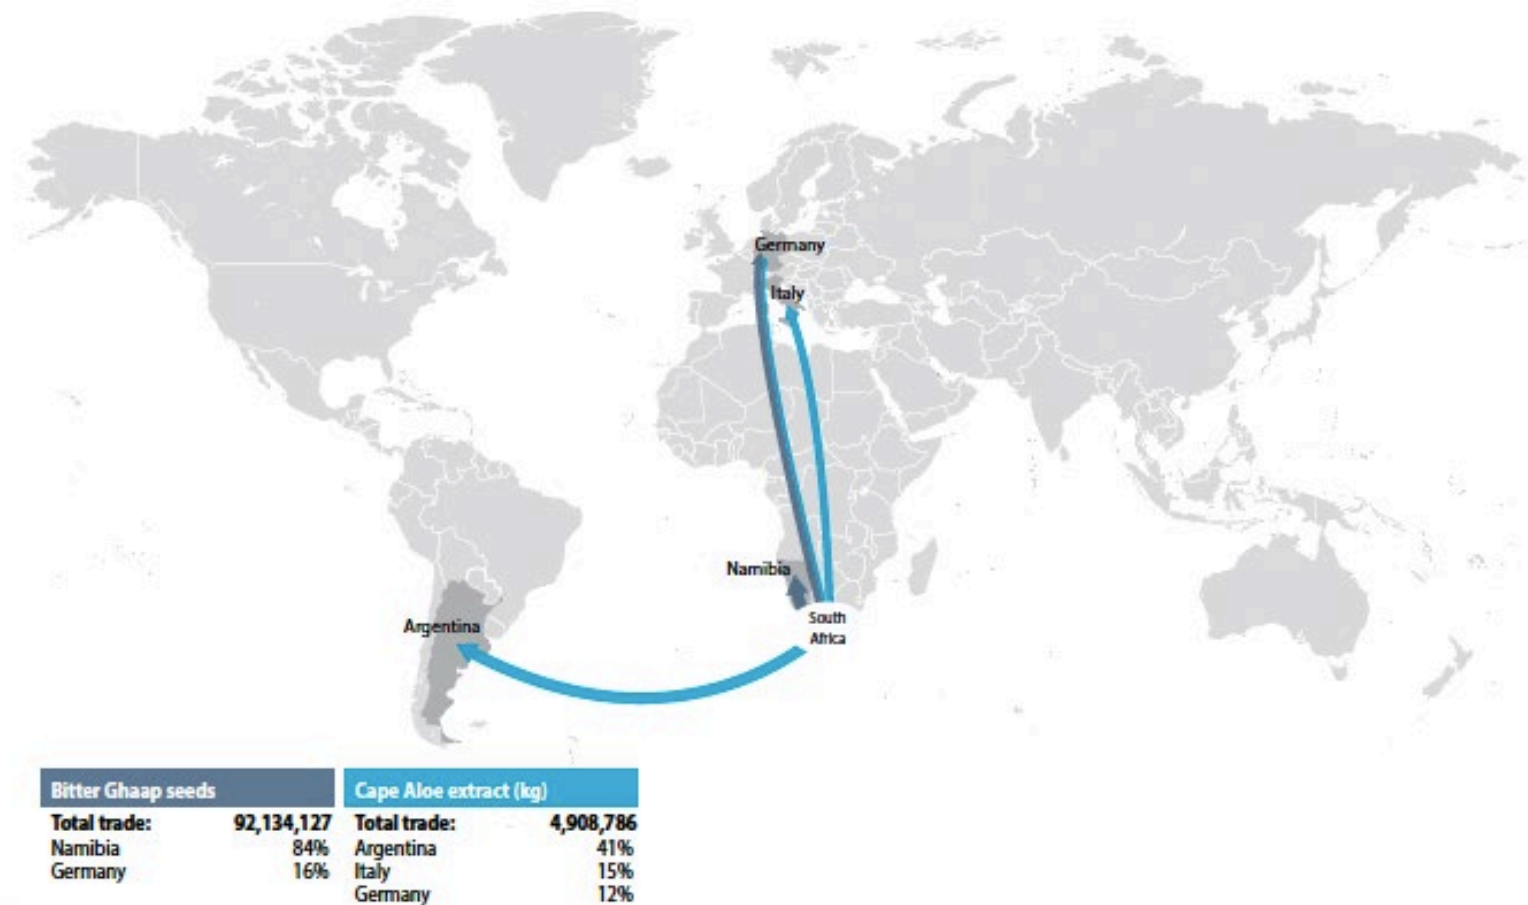 Germany
Italy
Namibia
South
Africa
Argentina
Bitter Ghaap seeds
Total trade: 92,134,127
Namibia 84%
Germany 16%
Cape Aloe extract (kg)
Total trade: 4,908,786
Argentina 41%
Italy 15%
Germany 12%